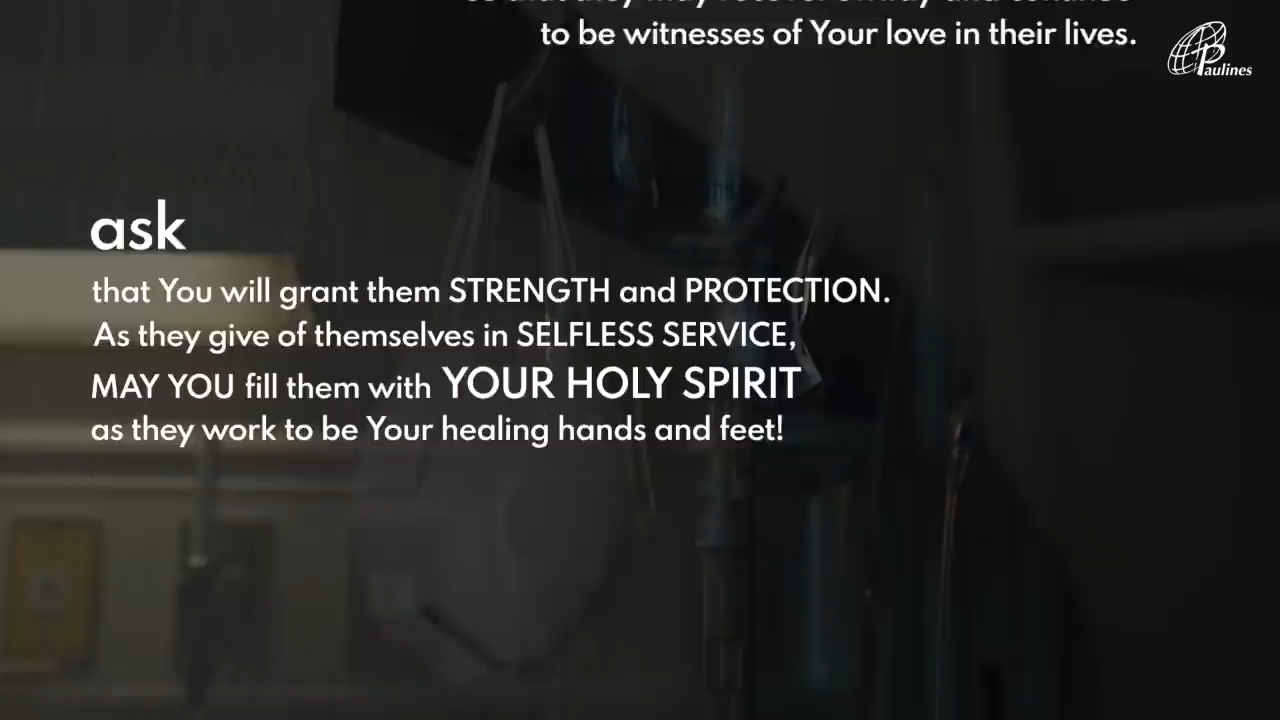 to be witnesses of Your love in their lives.
Paulines
ask
that You will grant them STRENGTH and PROTECTION.
As they give of themselves in SELFLESS SERVICE,
MAY YOU fill them with YOUR HOLY SPIRIT
as they work to be Your healing hands and feet!